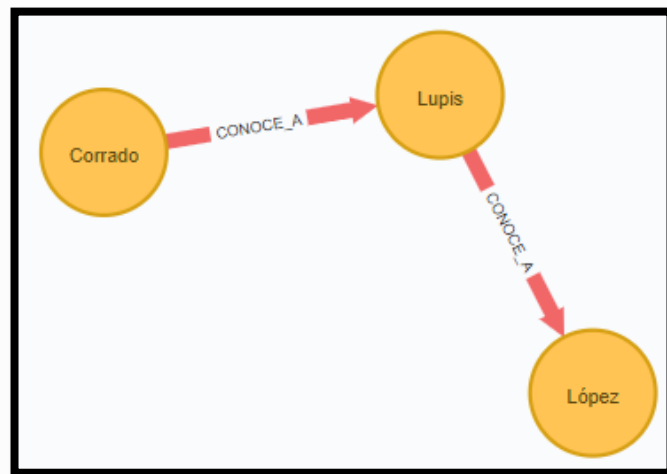 Corrado
CONOCE_A
Lupis
CONOCE_A
López